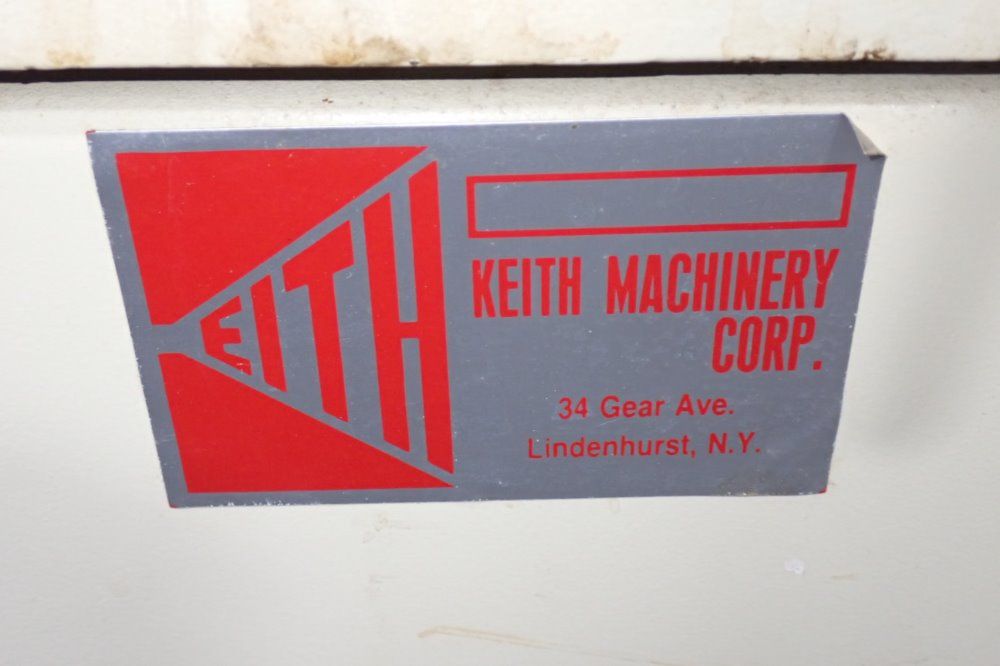 KEITH
KEITH MACHINERY
CORP.
34 Gear Ave.
Lindenhurst, N.Y.